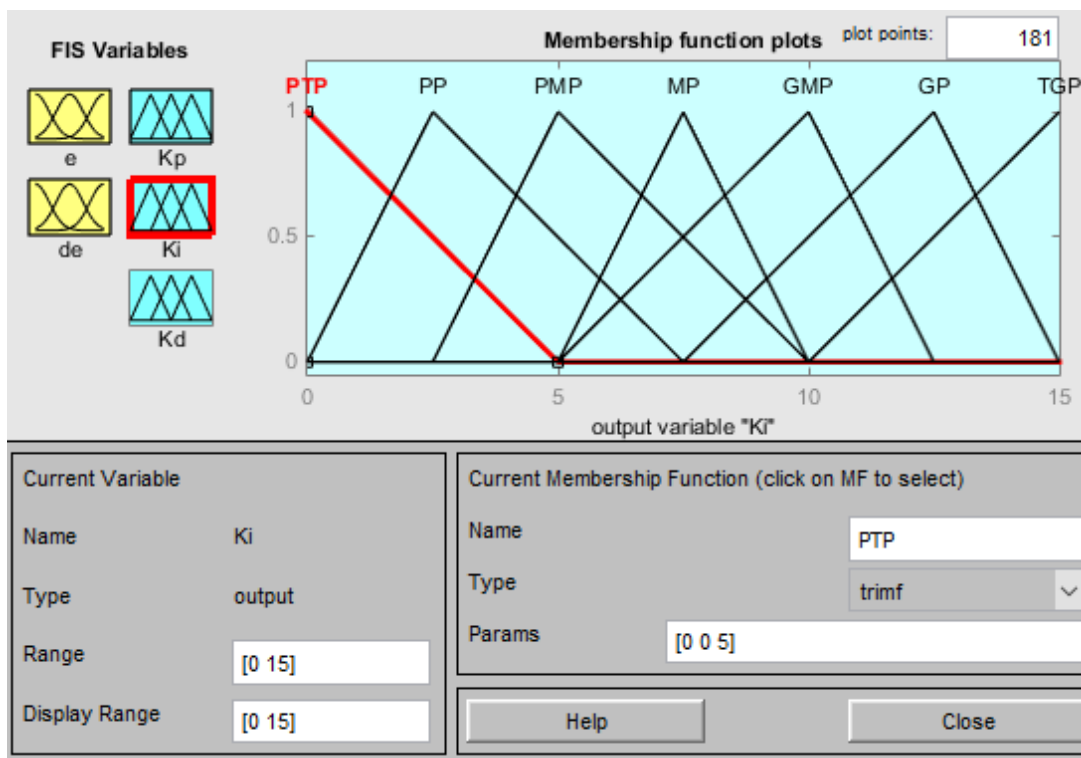 FIS Variables
Membership function plots
plot points:
181
PTP PP PMP MP GMP GP TGP
1
0.5
0
0 5 10 15
output variable "Ki"
e
Kp
de
Ki
Kd
Current Variable
Name Ki
Type output
Range [0 15]
Display Range [0 15]
Current Membership Function (click on MF to select)
Name PTP
Type trimf
Params [0 0 5]
Help Close